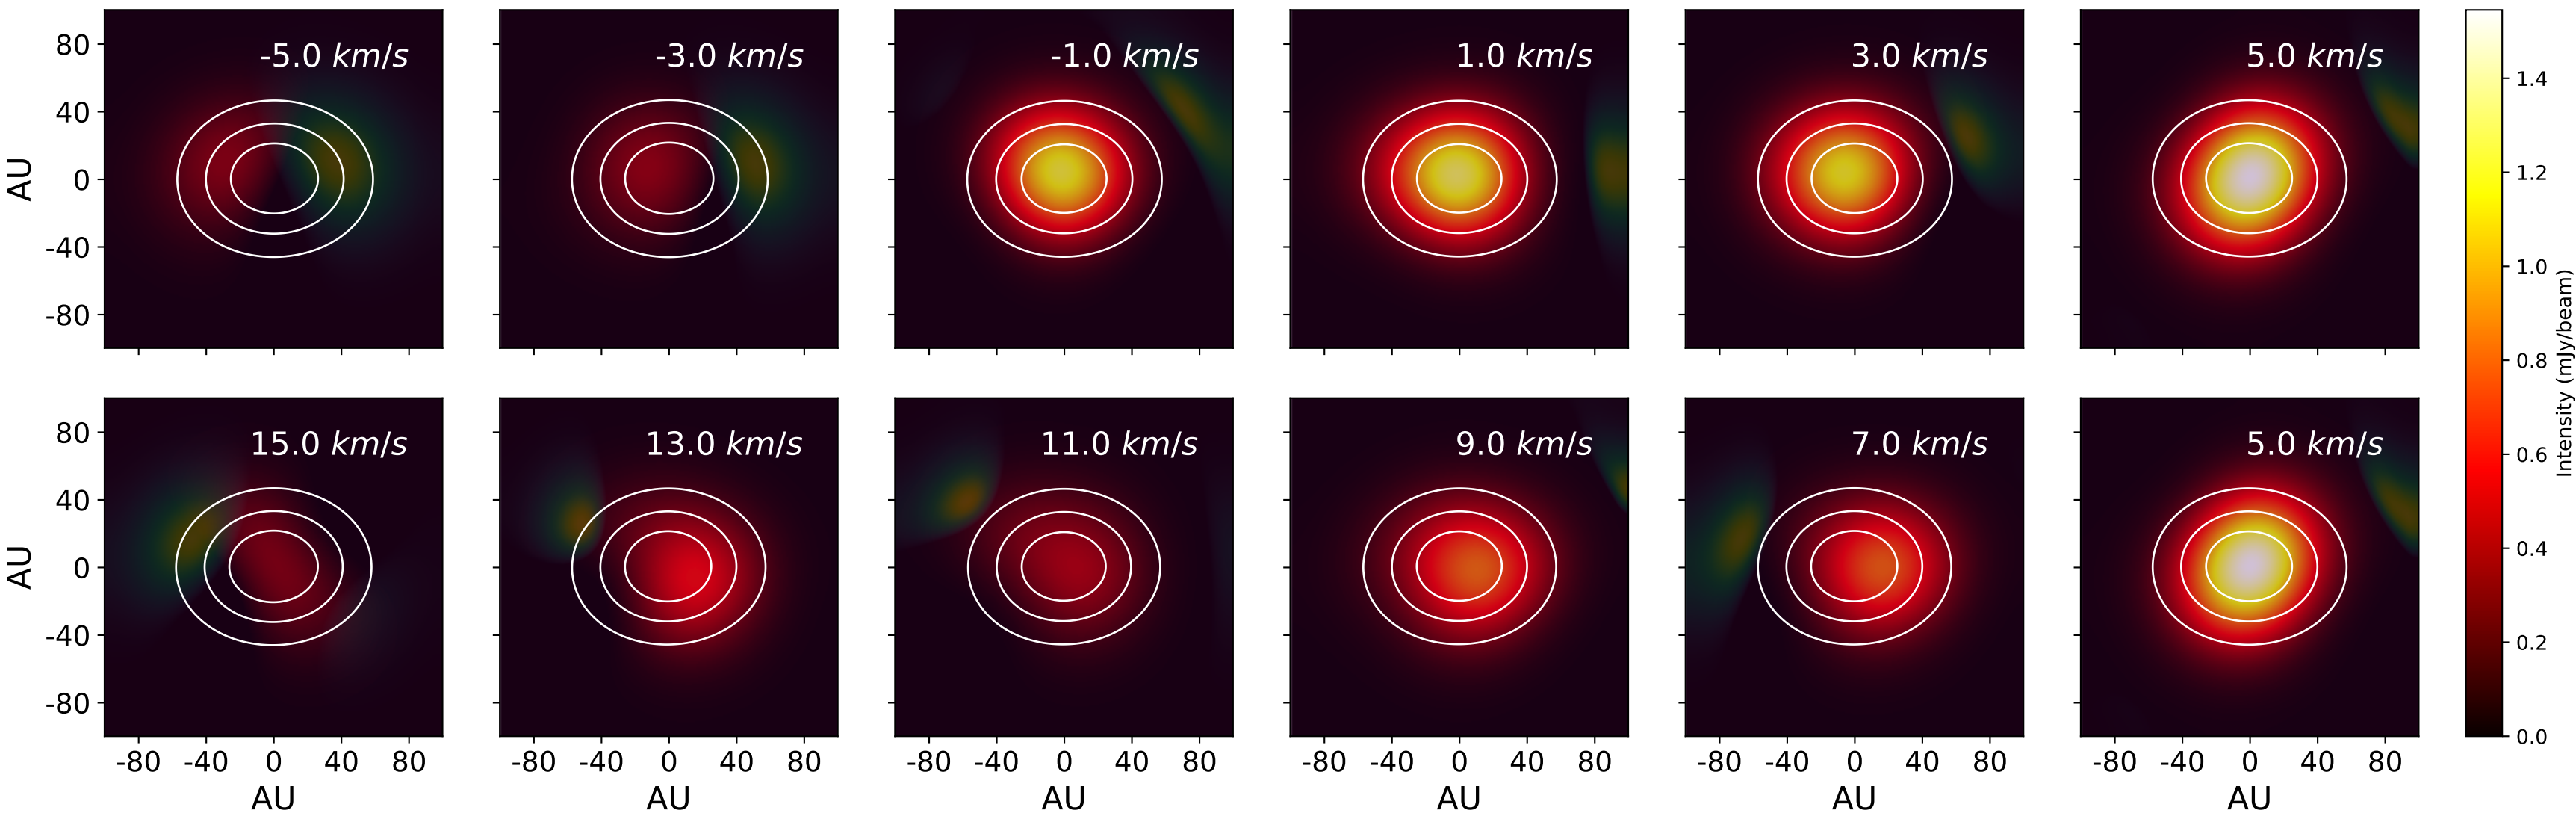 -5.0 km/s
-3.0 km/s
-1.0 km/s
1.0 km/s
3.0 km/s
5.0 km/s
80
40
0
-40
-80
AU
15.0 km/s
13.0 km/s
11.0 km/s
9.0 km/s
7.0 km/s
5.0 km/s
80
40
0
-40
-80
AU
-80 -40 0 40 80
-80 -40 0 40 80
-80 -40 0 40 80
-80 -40 0 40 80
-80 -40 0 40 80
-80 -40 0 40 80
AU
AU
AU
AU
AU
AU
1.4
1.2
1.0
0.8
0.6
0.4
0.2
0.0
Intensity (mJy/beam)